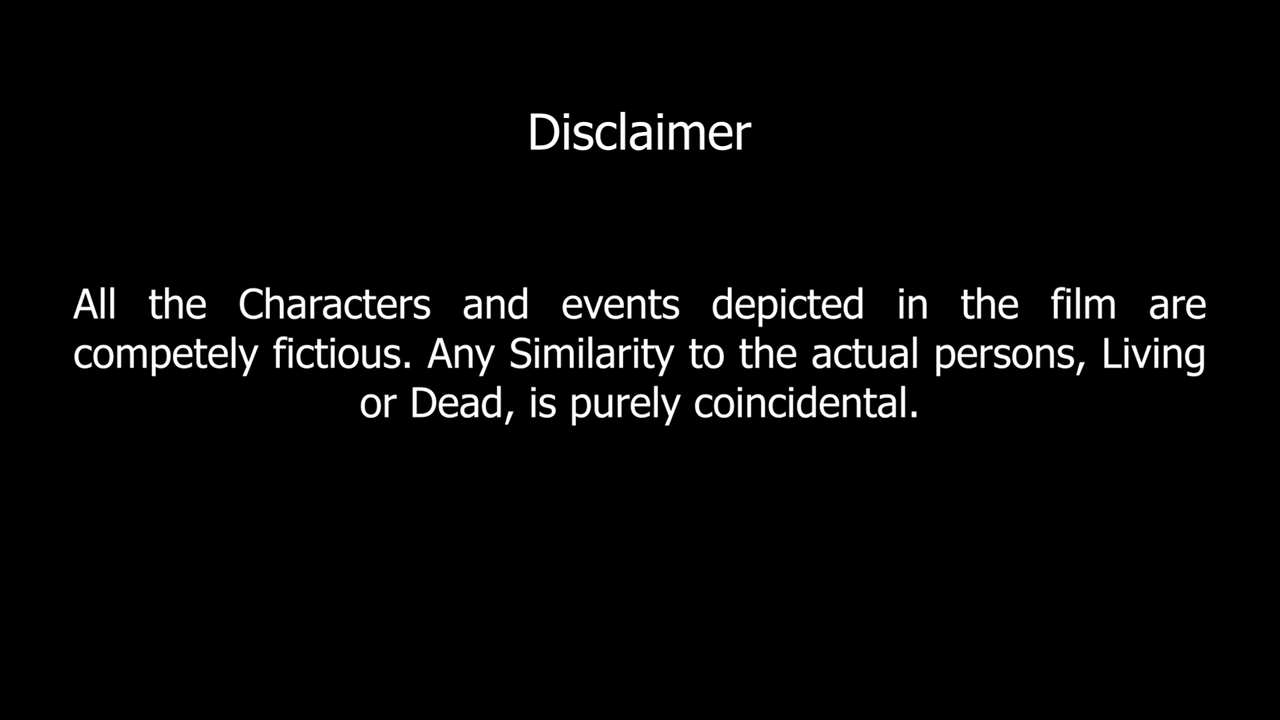 Disclaimer
All the Characters and events depicted in the film are
competely fictious. Any Similarity to the actual persons, Living
or Dead, is purely coincidental.